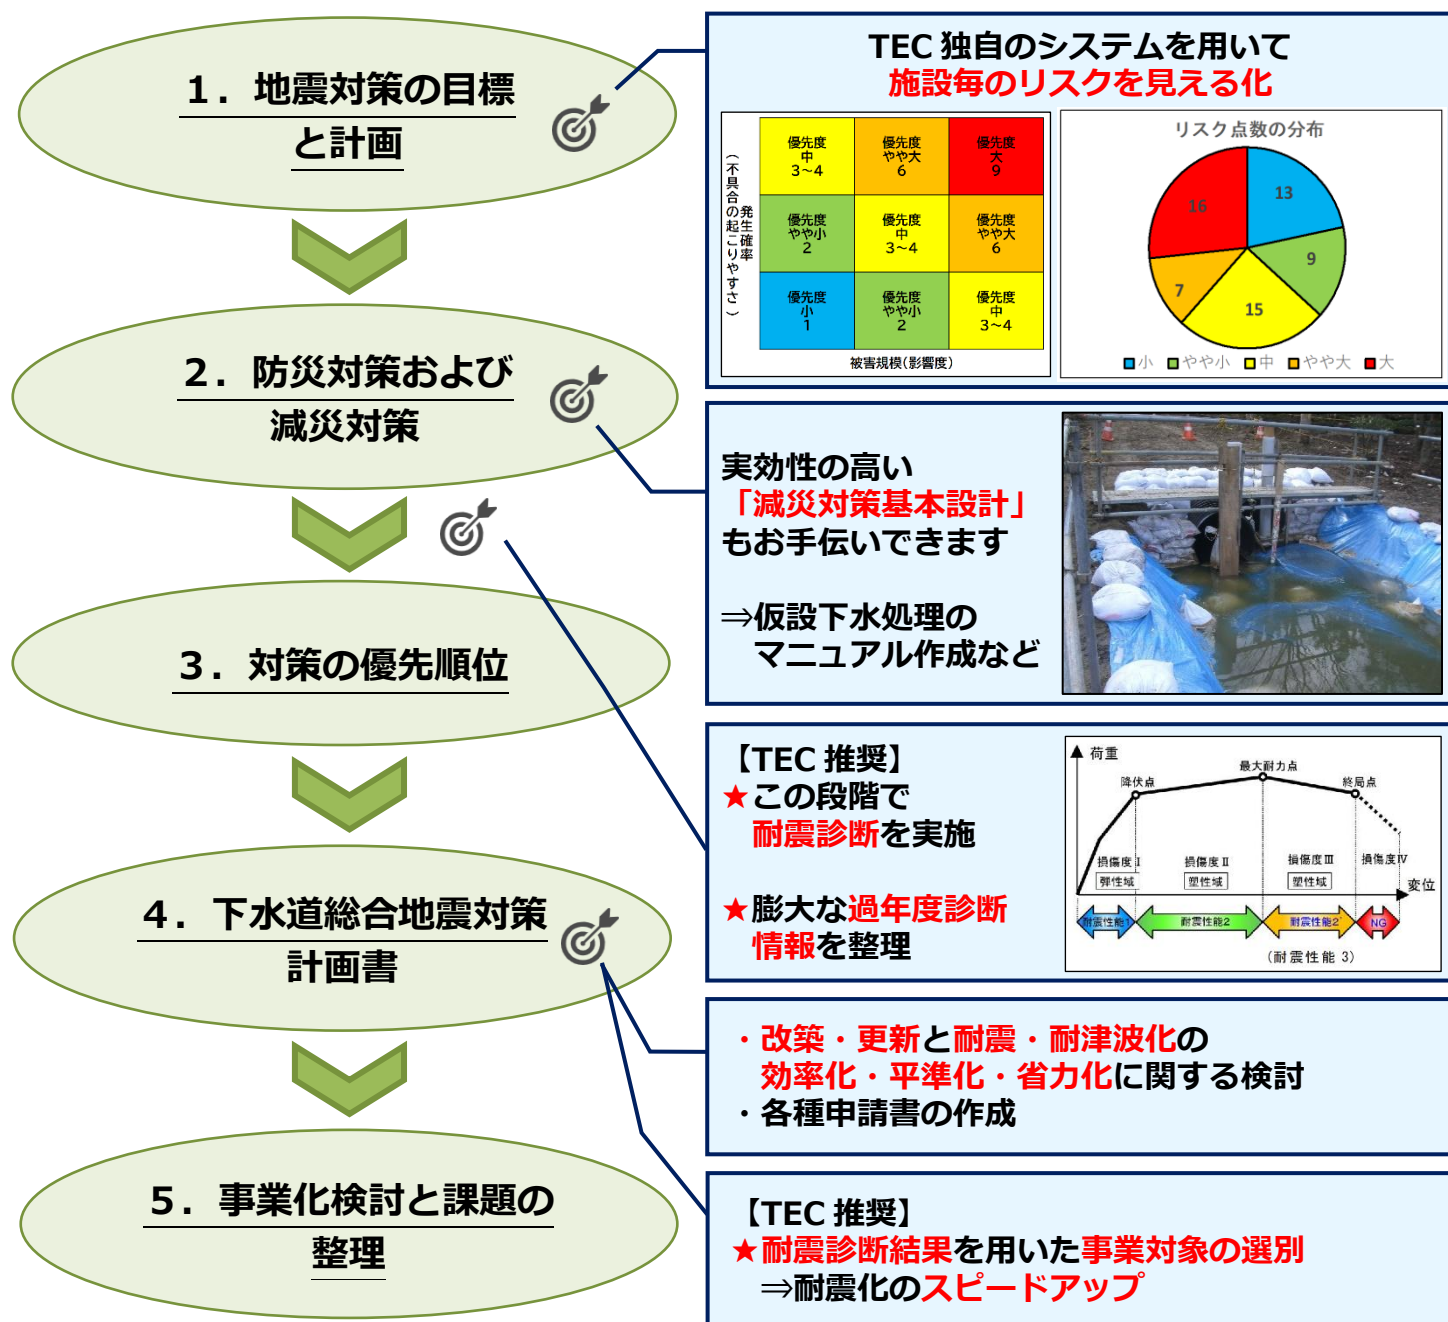 1．地震対策の目標
と計画
2．防災対策および
減災対策
3．対策の優先順位
4．下水道総合地震対策
計画書
5．事業化検討と課題の
整理
TEC 独自のシステムを用いて
施設毎のリスクを見える化
発生確率
（不具合の起こりやすさ）
優先度
中
3～4
優先度
やや大
6
優先度
大
9
優先度
やや小
2
優先度
中
3～4
優先度
やや大
6
優先度
小
1
優先度
やや小
2
優先度
中
3～4
被害規模(影響度)
リスク点数の分布
16
13
9
15
7
小 やや小 中 やや大 大
実効性の高い
「減災対策基本設計」
もお手伝いできます
⇒仮設下水処理の
マニュアル作成など
【TEC 推奨】
★この段階で
耐震診断を実施
★膨大な過年度診断
情報を整理
荷重
降伏点
最大耐力点
終局点
損傷度Ⅰ
損傷度Ⅱ
損傷度Ⅲ
損傷度Ⅳ
弾性域
塑性域
塑性域
変位
耐震性能1
耐震性能2
耐震性能2'
NG
(耐震性能 3)
・改築・更新と耐震・耐津波化の
効率化・平準化・省力化に関する検討
・各種申請書の作成
【TEC 推奨】
★耐震診断結果を用いた事業対象の選別
⇒耐震化のスピードアップ